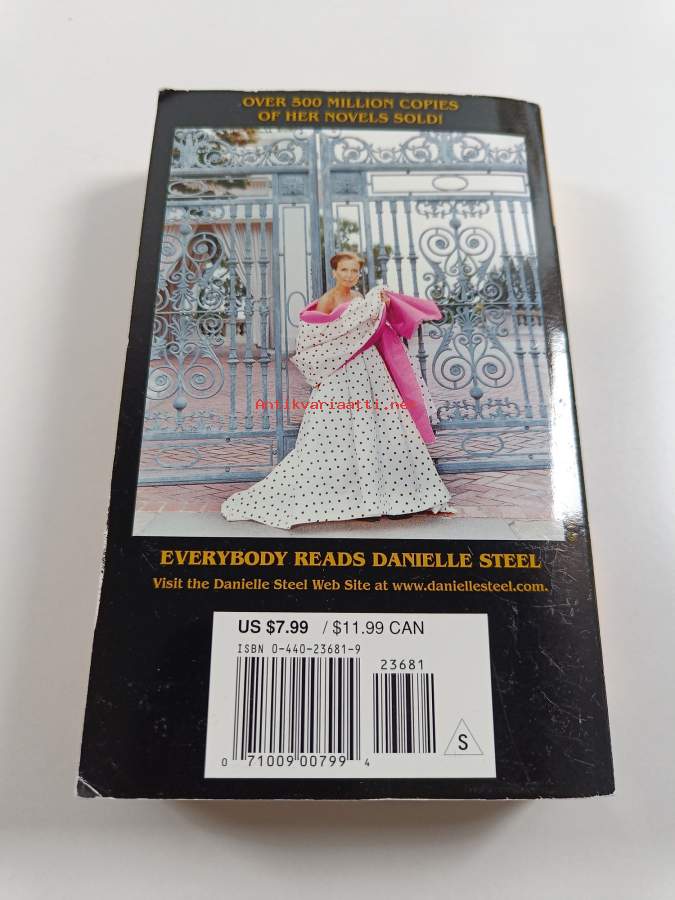 OVER 500 MILLION COPIES
OF HER NOVELS SOLD!
Antikvariaatti.net
EVERYBODY READS DANIELLE STEEL
Visit the Danielle Steel Web Site at www.daniellesteel.com.
US $7.99 / $11.99 CAN
ISBN 0-440-23681-9
23681
S
0 71009 00799 4